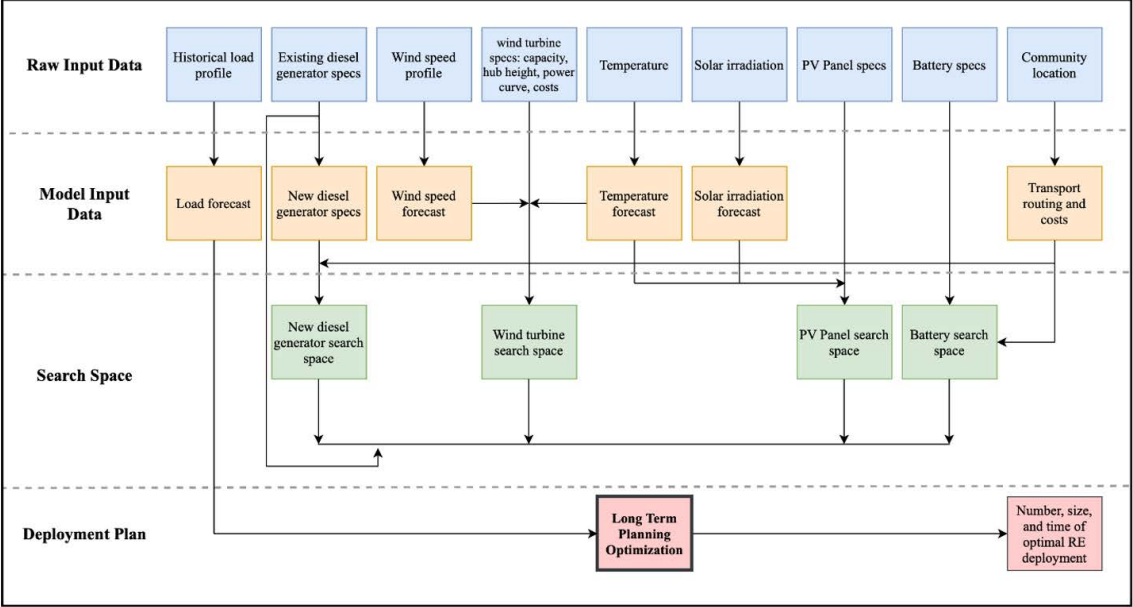 Raw Input Data
Historical load
profile
Existing diesel
generator specs
Wind speed
profile
wind turbine
specs: capacity,
hub height, power
curve, costs
Temperature
Solar irradiation
PV Panel specs
Battery specs
Community
location
Model Input
Data
Load forecast
New diesel
generator specs
Wind speed
forecast
Temperature
forecast
Solar irradiation
forecast
Transport
routing and
costs
Search Space
New diesel
generator search
space
Wind turbine
search space
PV Panel search
space
Battery search
space
Deployment Plan
Long Term
Planning
Optimization
Number, size,
and time of
optimal RE
deployment